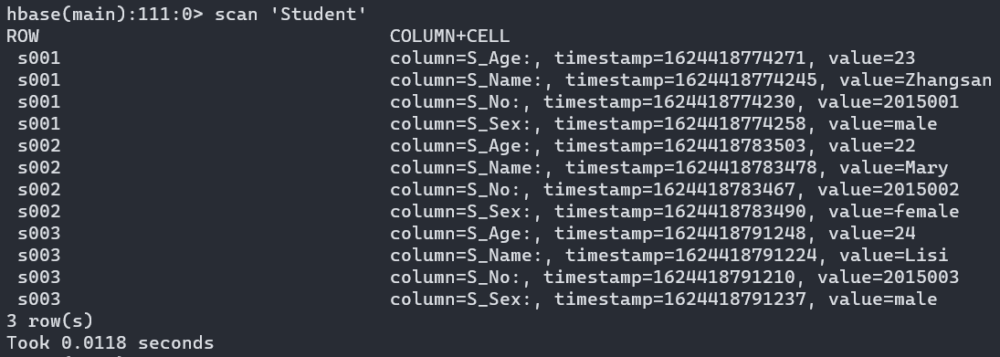 hbase(main):111:0> scan 'Student'
ROW COLUMN+CELL
s001 column=S_Age:, timestamp=1624418774271, value=23
s001 column=S_Name:, timestamp=1624418774245, value=Zhangsan
s001 column=S_No:, timestamp=1624418774230, value=2015001
s001 column=S_Sex:, timestamp=1624418774258, value=male
s002 column=S_Age:, timestamp=1624418783503, value=22
s002 column=S_Name:, timestamp=1624418783478, value=Mary
s002 column=S_No:, timestamp=1624418783467, value=2015002
s002 column=S_Sex:, timestamp=1624418783490, value=female
s003 column=S_Age:, timestamp=1624418791248, value=24
s003 column=S_Name:, timestamp=1624418791224, value=Lisi
s003 column=S_No:, timestamp=1624418791210, value=2015003
s003 column=S_Sex:, timestamp=1624418791237, value=male
3 row(s)
Took 0.0118 seconds